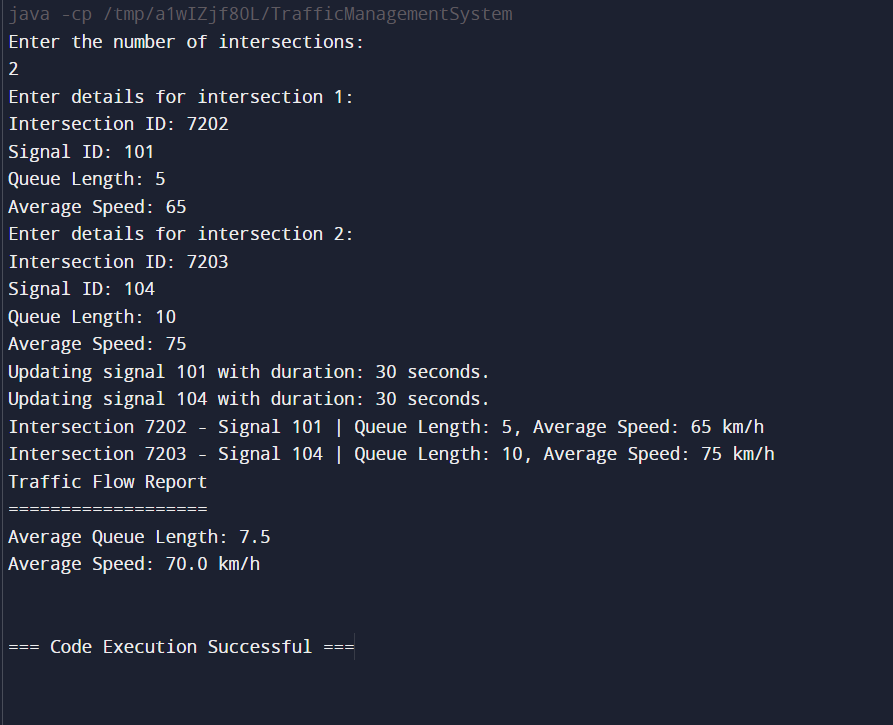 java -cp /tmp/a1wIZjf8OL/TrafficManagementSystem
Enter the number of intersections:
2
Enter details for intersection 1:
Intersection ID: 7202
Signal ID: 101
Queue Length: 5
Average Speed: 65
Enter details for intersection 2:
Intersection ID: 7203
Signal ID: 104
Queue Length: 10
Average Speed: 75
Updating signal 101 with duration: 30 seconds.
Updating signal 104 with duration: 30 seconds.
Intersection 7202 - Signal 101 | Queue Length: 5, Average Speed: 65 km/h
Intersection 7203 - Signal 104 | Queue Length: 10, Average Speed: 75 km/h
Traffic Flow Report
===================
Average Queue Length: 7.5
Average Speed: 70.0 km/h
=== Code Execution Successful ===